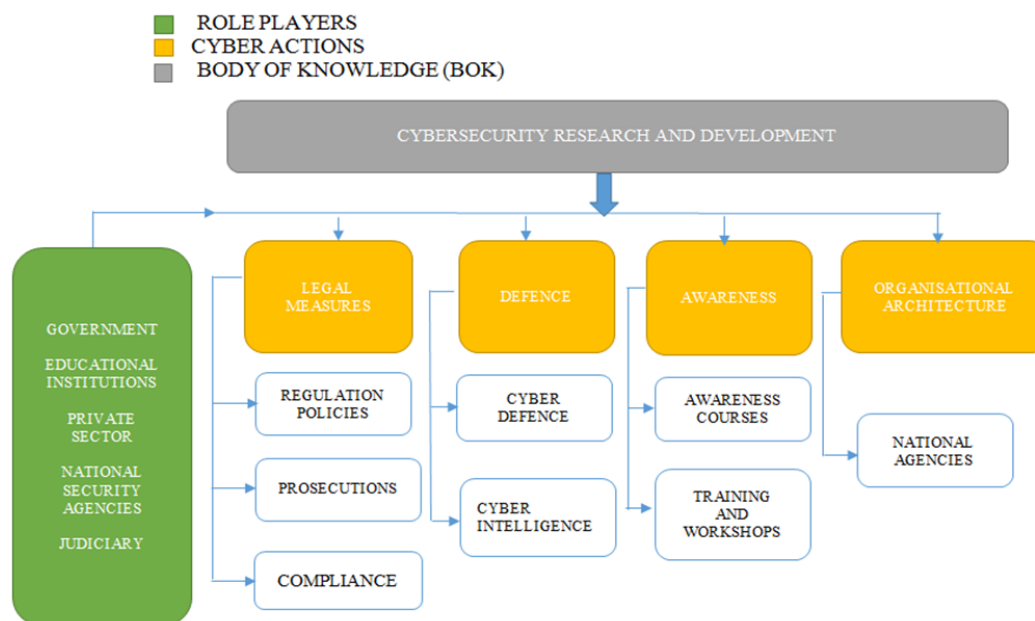 ROLE PLAYERS
CYBER ACTIONS
BODY OF KNOWLEDGE (BOK)
CYBERSECURITY RESEARCH AND DEVELOPMENT
GOVERNMENT
EDUCATIONAL
INSTITUTIONS
PRIVATE
SECTOR
NATIONAL
SECURITY
AGENCIES
JUDICIARY
LEGAL
MEASURES
REGULATION
POLICIES
PROSECUTIONS
COMPLIANCE
DEFENCE
CYBER
DEFENCE
CYBER
INTELLIGENCE
AWARENESS
AWARENESS
COURSES
TRAINING
AND
WORKSHOPS
ORGANISATIONAL
ARCHITECTURE
NATIONAL
AGENCIES